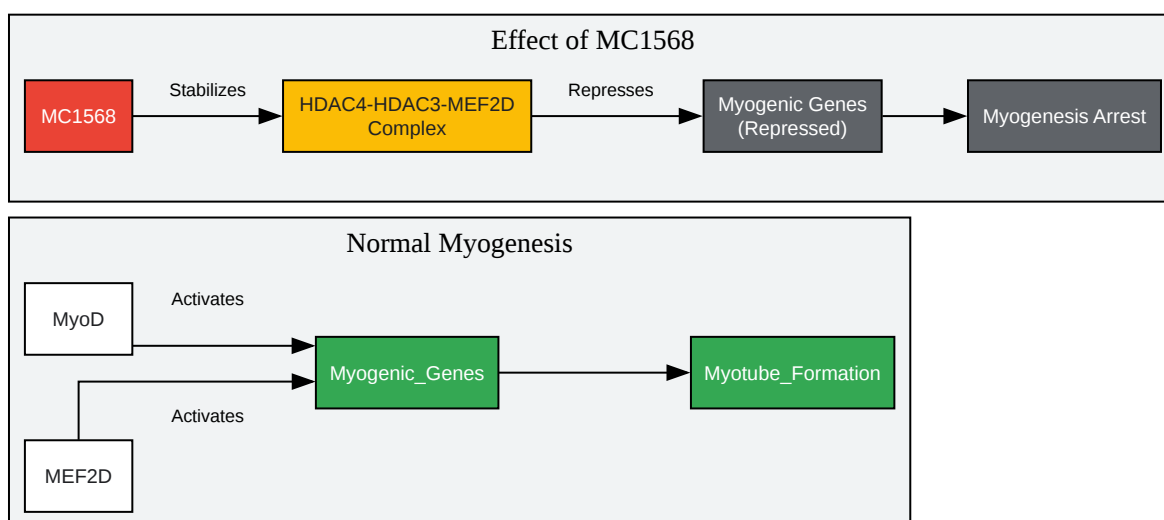 Effect of MC1568
MC1568
Stabilizes
HDAC4-HDAC3-MEF2D
Complex
Represses
Myogenic Genes
(Repressed)
Myogenesis Arrest
Normal Myogenesis
MyoD
Activates
Myogenic_Genes
Myotube_Formation
Activates
MEF2D